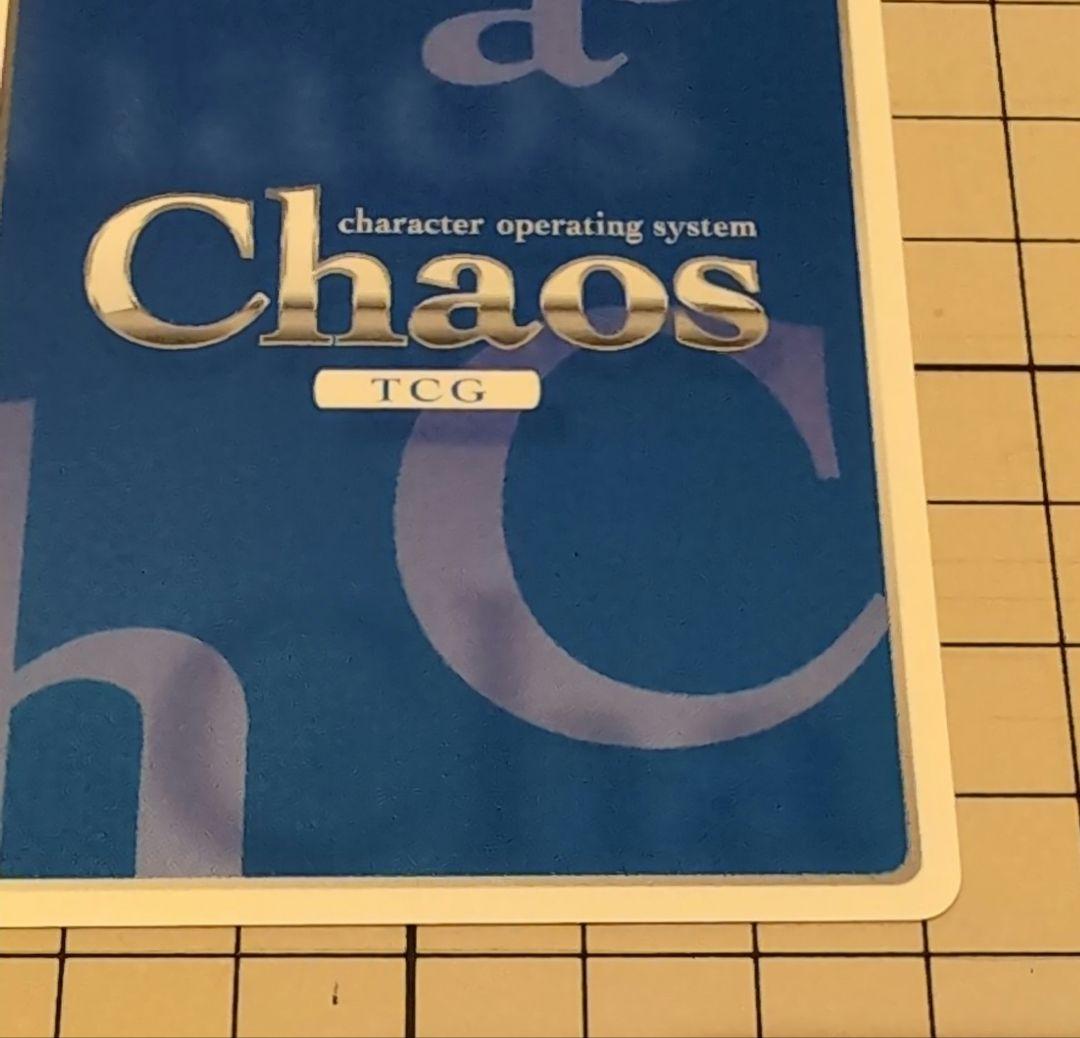 a
character operating system
Chaos
TCG
C
h